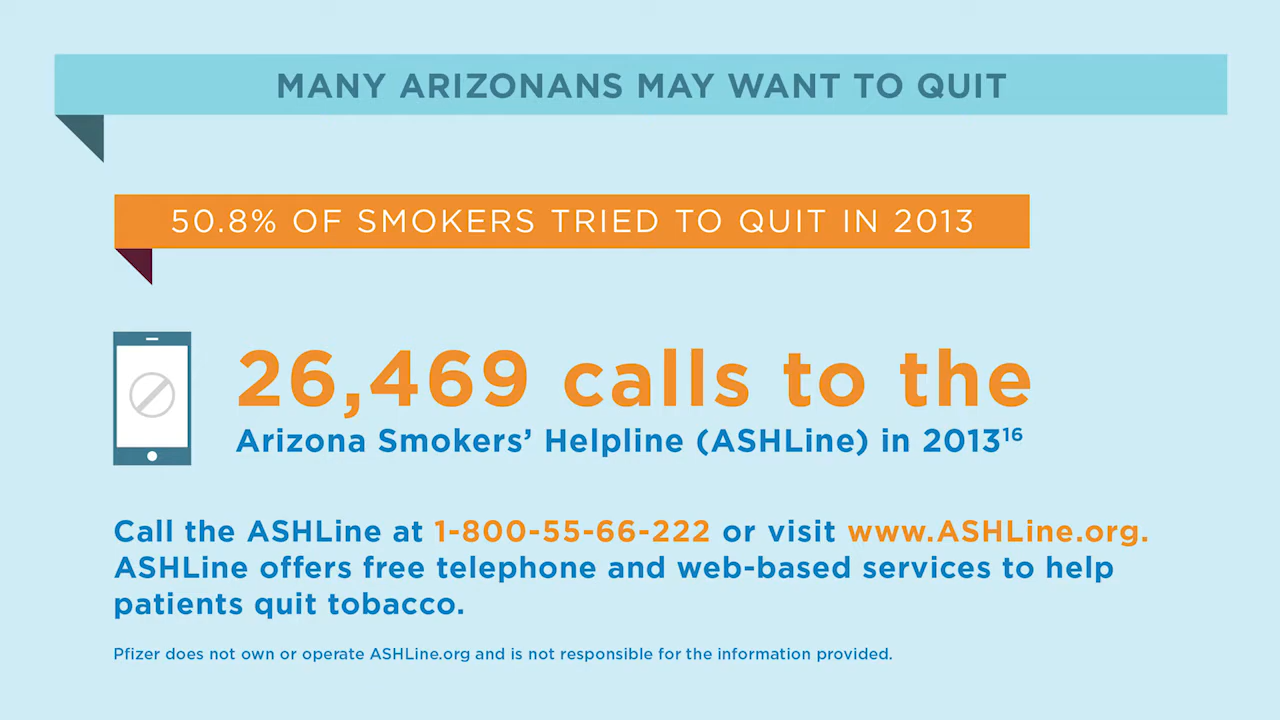 MANY ARIZONANS MAY WANT TO QUIT
50.8% OF SMOKERS TRIED TO QUIT IN 2013
26,469 calls to the
Arizona Smokers’ Helpline (ASHLine) in 2013¹⁶
Call the ASHLine at 1-800-55-66-222 or visit www.ASHLine.org.
ASHLine offers free telephone and web-based services to help
patients quit tobacco.
Pfizer does not own or operate ASHLine.org and is not responsible for the information provided.